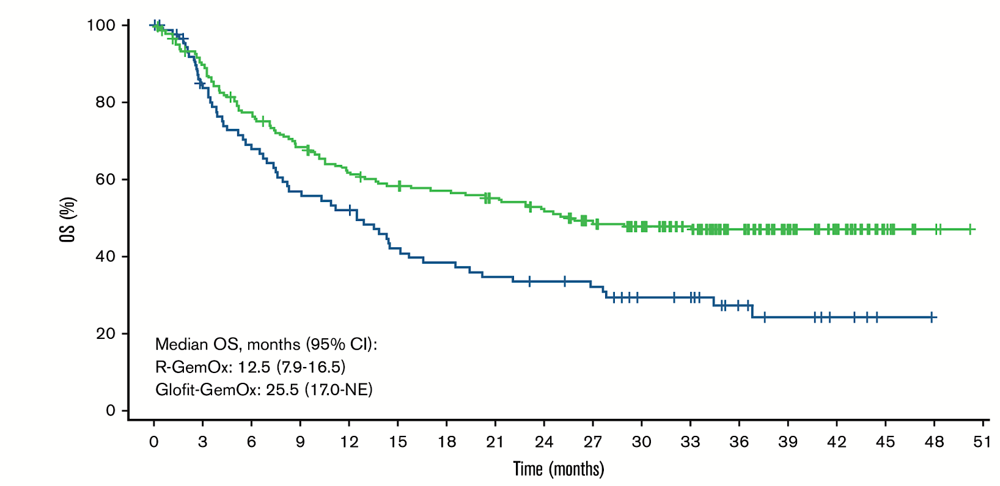 100
80
60
40
20
0
OS (%)
Median OS, months (95% CI):
R-GemOx: 12.5 (7.9-16.5)
Glofit-GemOx: 25.5 (17.0-NE)
0 3 6 9 12 15 18 21 24 27 30 33 36 39 42 45 48 51
Time (months)